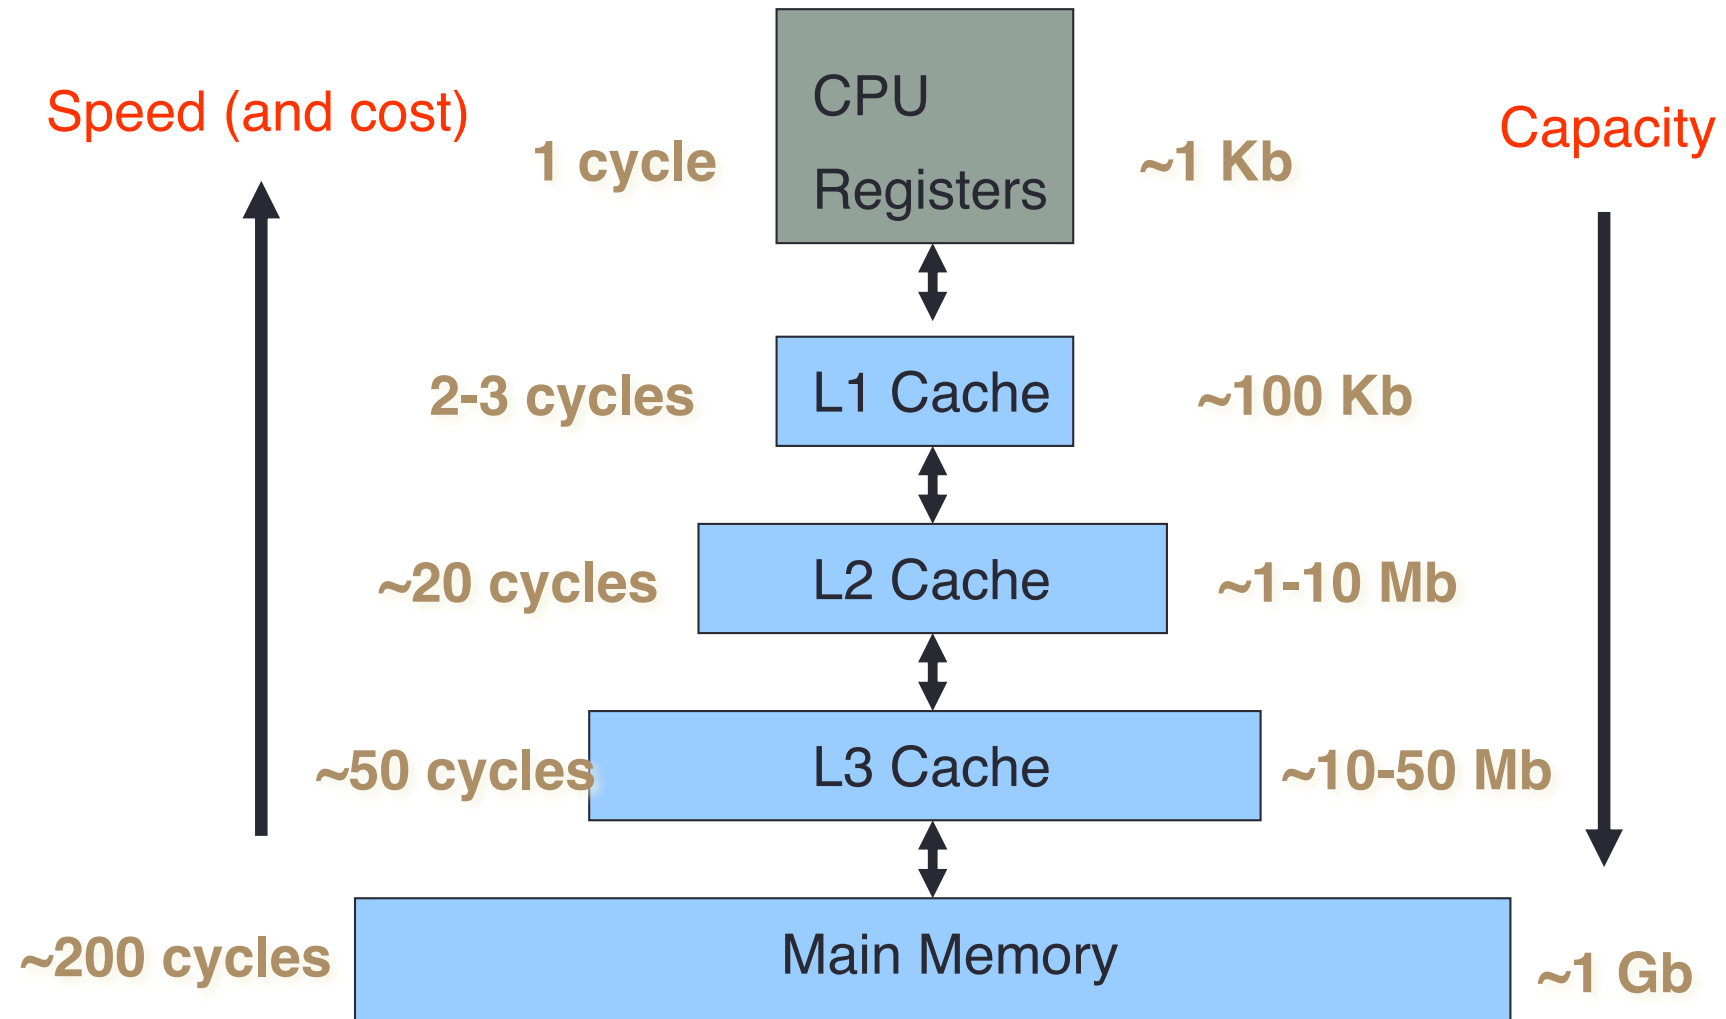 Speed (and cost)
Capacity
CPU
Registers
1 cycle
~1 Kb
2-3 cycles
L1 Cache
~100 Kb
~20 cycles
L2 Cache
~1-10 Mb
~50 cycles
L3 Cache
~10-50 Mb
~200 cycles
Main Memory
~1 Gb